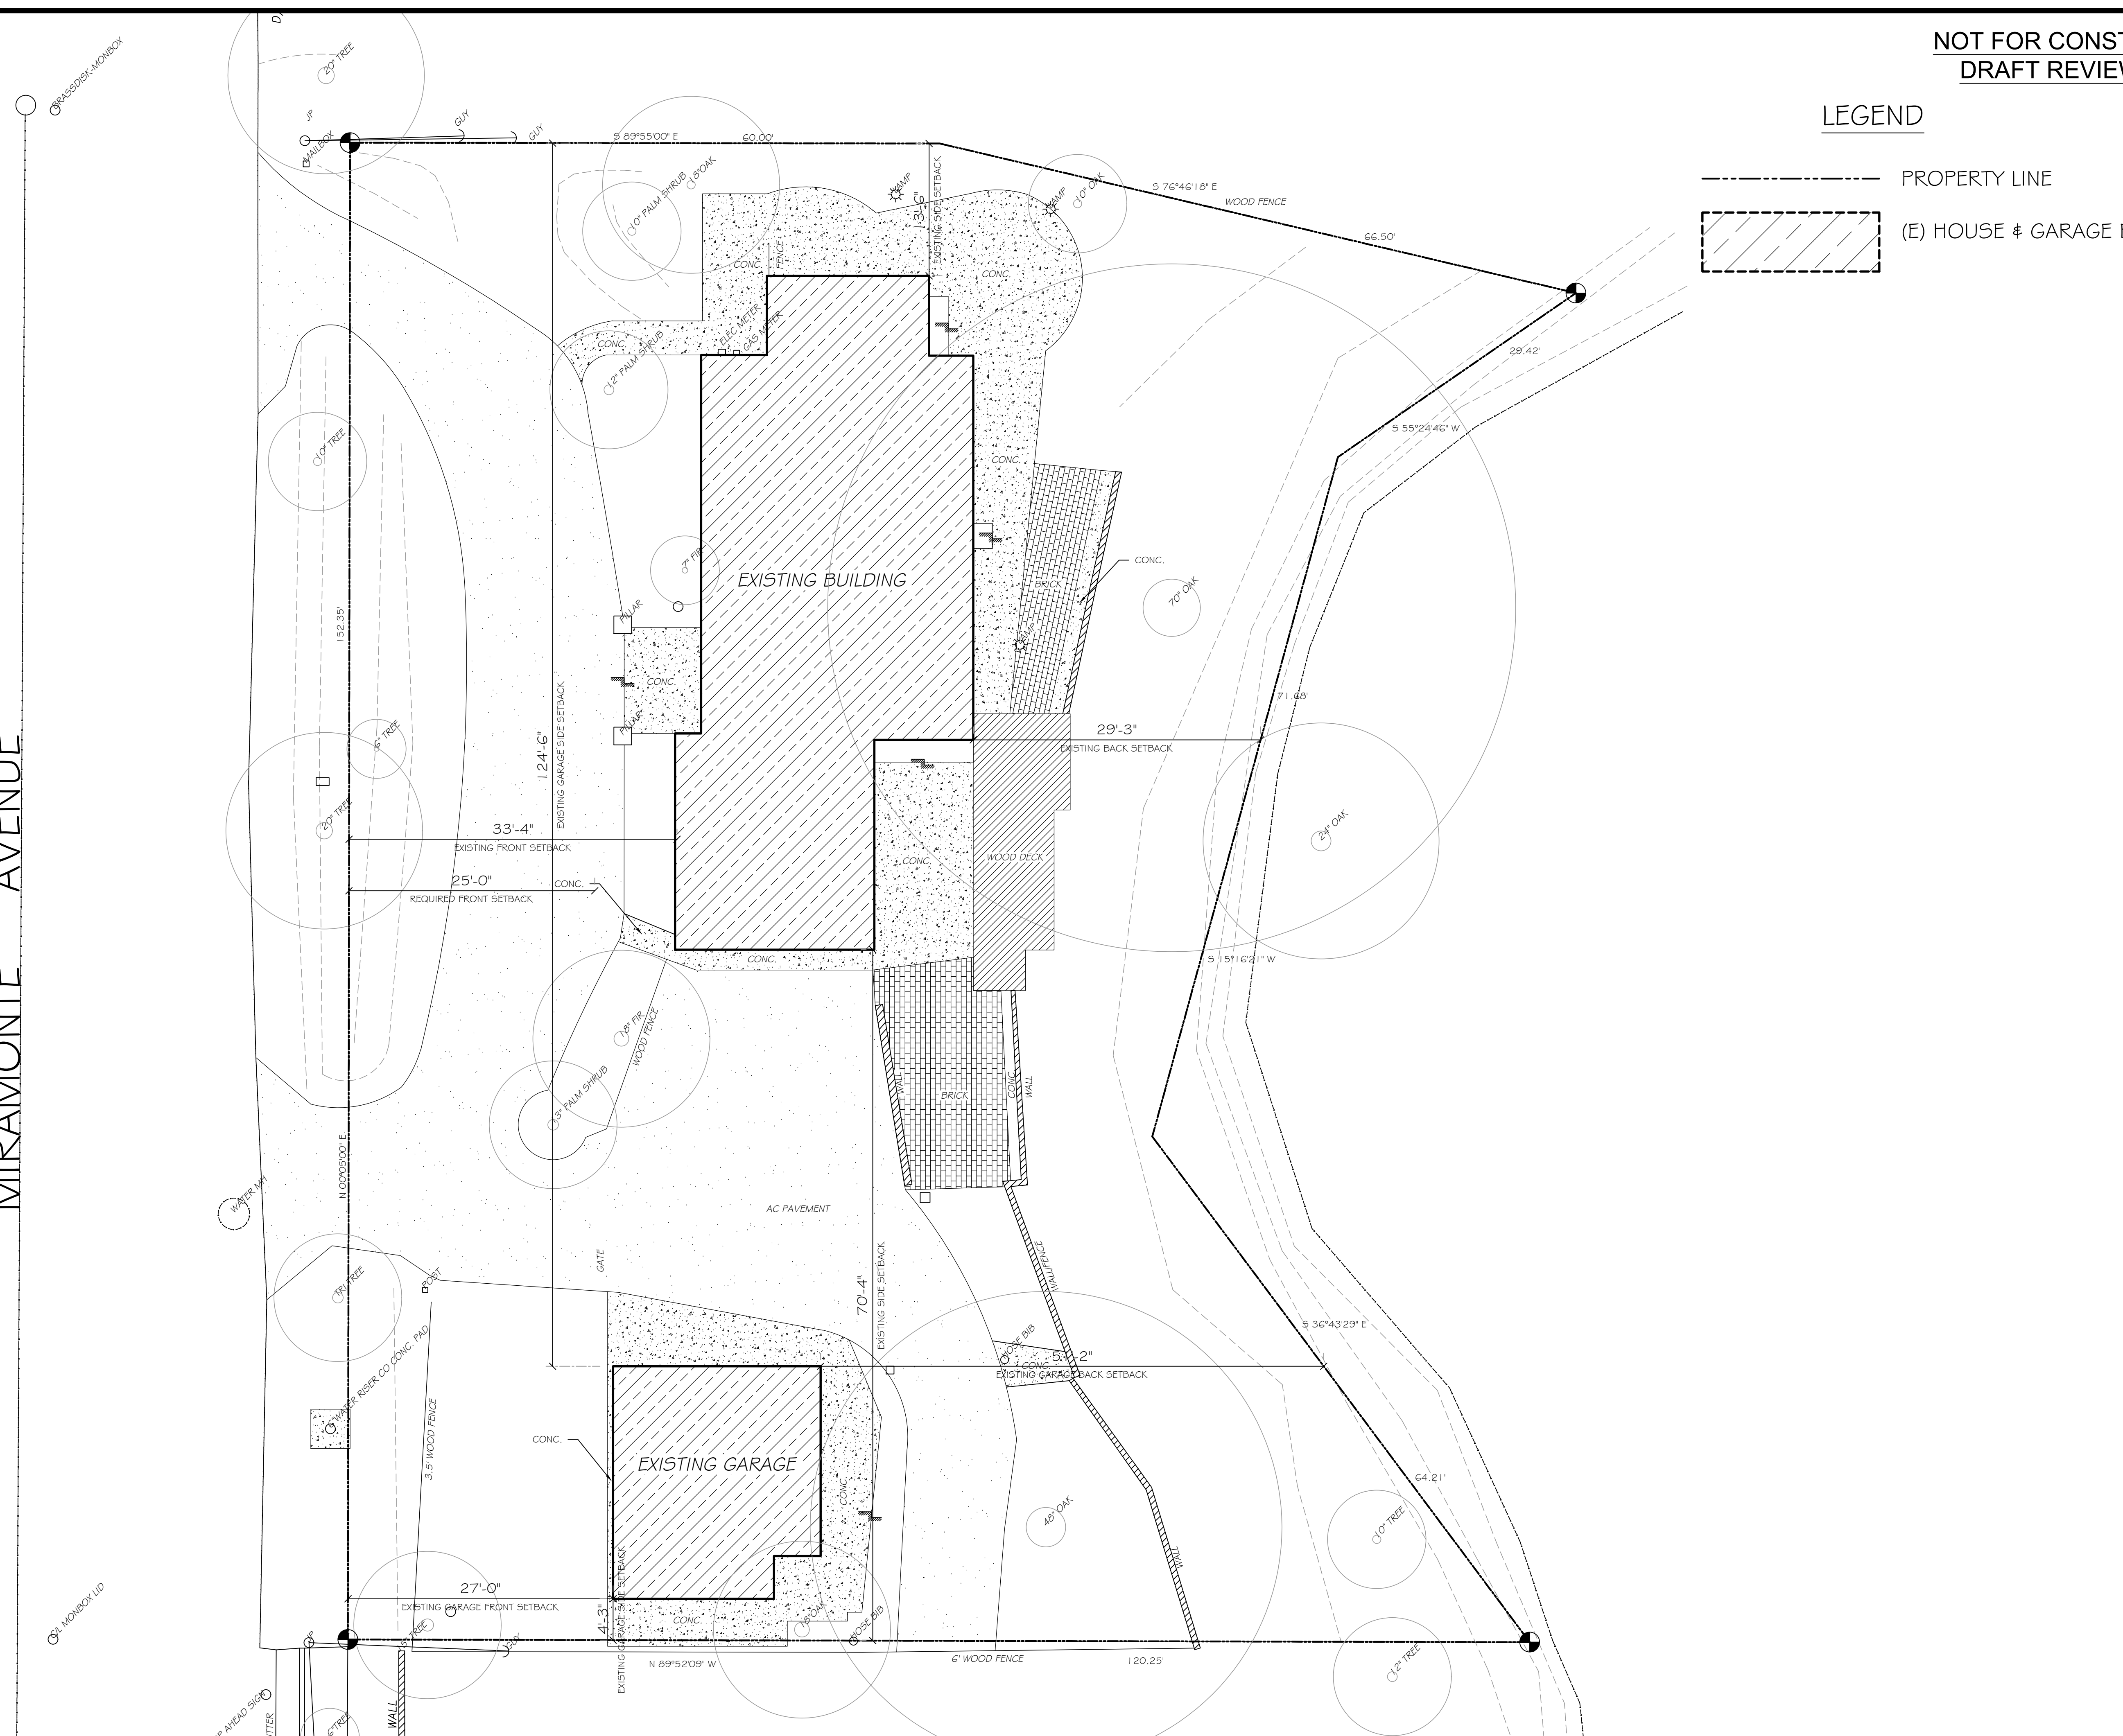 NOT FOR CONST
DRAFT REVIEW
LEGEND
PROPERTY LINE
(E) HOUSE & GARAGE
BRASSDISK-MONBOX
20" TREE
JP
MAILBOX
GUY
GUY
S 89°55'00" E
60.00'
18"OAK
10" PALM SHRUB
LAMP
13'-6"
EXISTING SIDE SETBACK
LAMP
10" OAK
S 76°46'18" E
WOOD FENCE
66.50'
CONC.
FENCE
CONC.
ELEC METER
GAS METER
CONC.
12" PALM SHRUB
29.42'
S 55°24'46" W
10" TREE
CONC.
7" FIR
EXISTING BUILDING
BRICK
CONC.
70" OAK
PILLAR
152.35'
LAMP
CONC.
PILLAR
71.68'
MIRAMONTE AVENUE
6" TREE
124'-6"
EXISTING GARAGE SIDE SETBACK
29'-3"
EXISTING BACK SETBACK
20" TREE
33'-4"
EXISTING FRONT SETBACK
24" OAK
CONC.
WOOD DECK
25'-0"
REQUIRED FRONT SETBACK
CONC.
CONC.
S 15°16'21" W
18" FIR
WOOD FENCE
13" PALM SHRUB
WALL
BRICK
CONC.
WALL
N 00°05'00" E
WATER MH
AC PAVEMENT
GATE
WALL/FENCE
TRI TREE
POST
70'-4"
EXISTING SIDE SETBACK
S 36°43'29" E
HOSE BIB
CONC.
EXISTING GARAGE BACK SETBACK
CONC. PAD
3.5' WOOD FENCE
CONC.
EXISTING GARAGE
CONC.
64.21'
48" OAK
10" TREE
WALL
27'-0"
EXISTING GARAGE FRONT SETBACK
4'-3"
EXISTING GARAGE SIDE SETBACK
CONC.
18"OAK
HOSE BIB
C/L MONBOX LID
JP
TREE
GUY
N 89°52'09" W
6' WOOD FENCE
120.25'
12" TREE
AHEAD SIGN
WALL
6"TREE